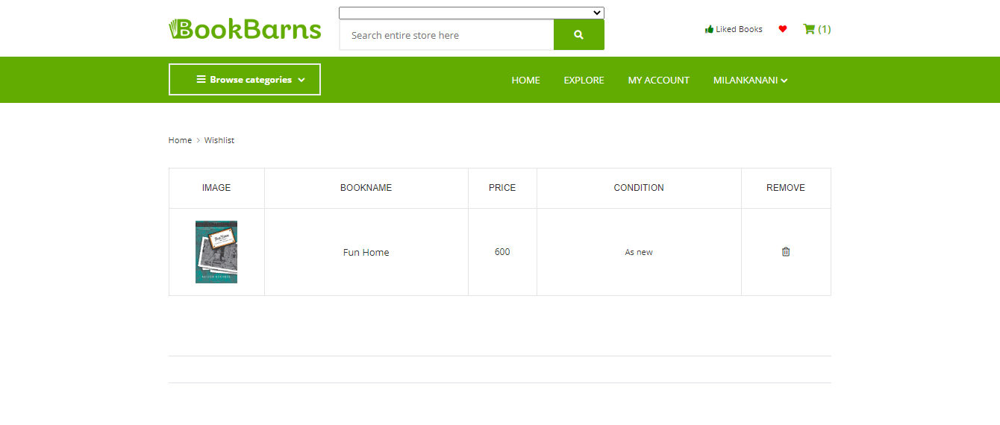 BookBarns
Search entire store here
Liked Books
(1)
Browse categories
HOME
EXPLORE
MY ACCOUNT
MILANKANANI
Home > Wishlist
IMAGE
BOOKNAME
PRICE
CONDITION
REMOVE
Fun Home
600
As new